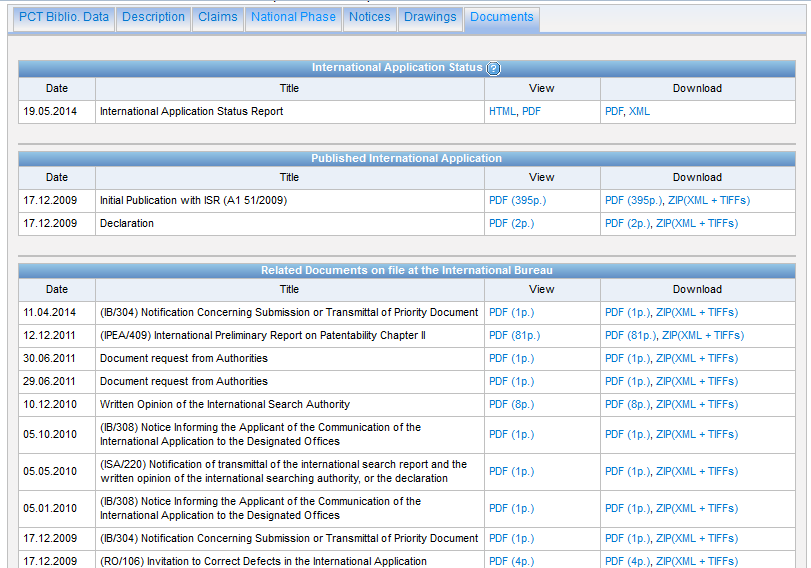 PCT Biblio. Data Description Claims National Phase Notices Drawings Documents
International Application Status ?
Date Title View Download
19.05.2014 International Application Status Report HTML, PDF PDF, XML
Published International Application
Date Title View Download
17.12.2009 Initial Publication with ISR (A1 51/2009) PDF (395p.) PDF (395p.), ZIP(XML + TIFFs)
17.12.2009 Declaration PDF (2p.) PDF (2p.), ZIP(XML + TIFFs)
Related Documents on file at the International Bureau
Date Title View Download
11.04.2014 (IB/304) Notification Concerning Submission or Transmittal of Priority Document PDF (1p.) PDF (1p.), ZIP(XML + TIFFs)
12.12.2011 (IPEA/409) International Preliminary Report on Patentability Chapter II PDF (81p.) PDF (81p.), ZIP(XML + TIFFs)
30.06.2011 Document request from Authorities PDF (1p.) PDF (1p.), ZIP(XML + TIFFs)
29.06.2011 Document request from Authorities PDF (1p.) PDF (1p.), ZIP(XML + TIFFs)
10.12.2010 Written Opinion of the International Search Authority PDF (8p.) PDF (8p.), ZIP(XML + TIFFs)
05.10.2010 (IB/308) Notice Informing the Applicant of the Communication of the
International Application to the Designated Offices PDF (1p.) PDF (1p.), ZIP(XML + TIFFs)
05.05.2010 (ISA/220) Notification of transmittal of the international search report and the
written opinion of the international searching authority, or the declaration PDF (1p.) PDF (1p.), ZIP(XML + TIFFs)
05.01.2010 (IB/308) Notice Informing the Applicant of the Communication of the
International Application to the Designated Offices PDF (1p.) PDF (1p.), ZIP(XML + TIFFs)
17.12.2009 (IB/304) Notification Concerning Submission or Transmittal of Priority Document PDF (1p.) PDF (1p.), ZIP(XML + TIFFs)
17.12.2009 (RO/106) Invitation to Correct Defects in the International Application PDF (4p.) PDF (4p.), ZIP(XML + TIFFs)